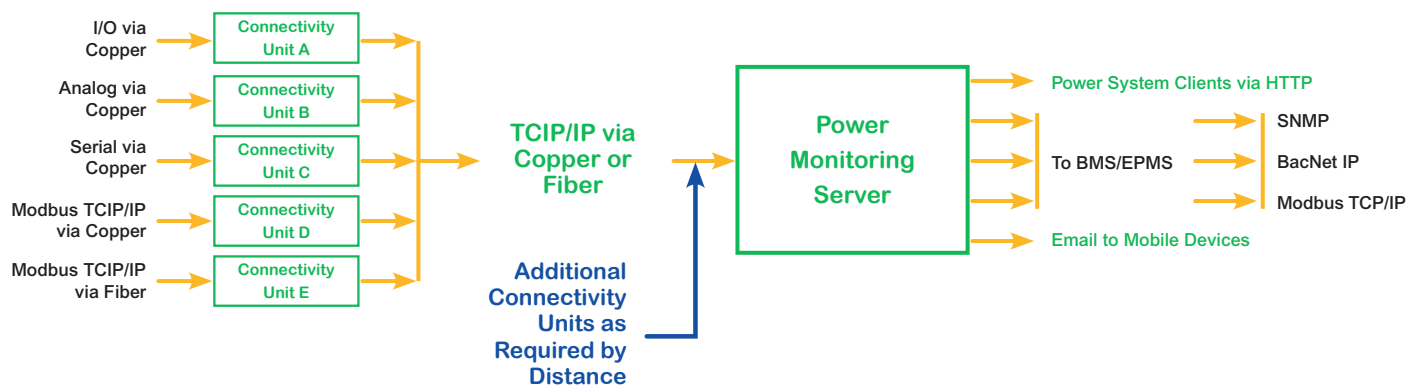 I/O via
Copper
Connectivity
Unit A
Analog via
Copper
Connectivity
Unit B
Serial via
Copper
Connectivity
Unit C
Modbus TCIP/IP
via Copper
Connectivity
Unit D
Modbus TCIP/IP
via Fiber
Connectivity
Unit E
TCIP/IP via
Copper or
Fiber
Additional
Connectivity
Units as
Required by
Distance
Power
Monitoring
Server
Power System Clients via HTTP
To BMS/EPMS
SNMP
BacNet IP
Modbus TCP/IP
Email to Mobile Devices